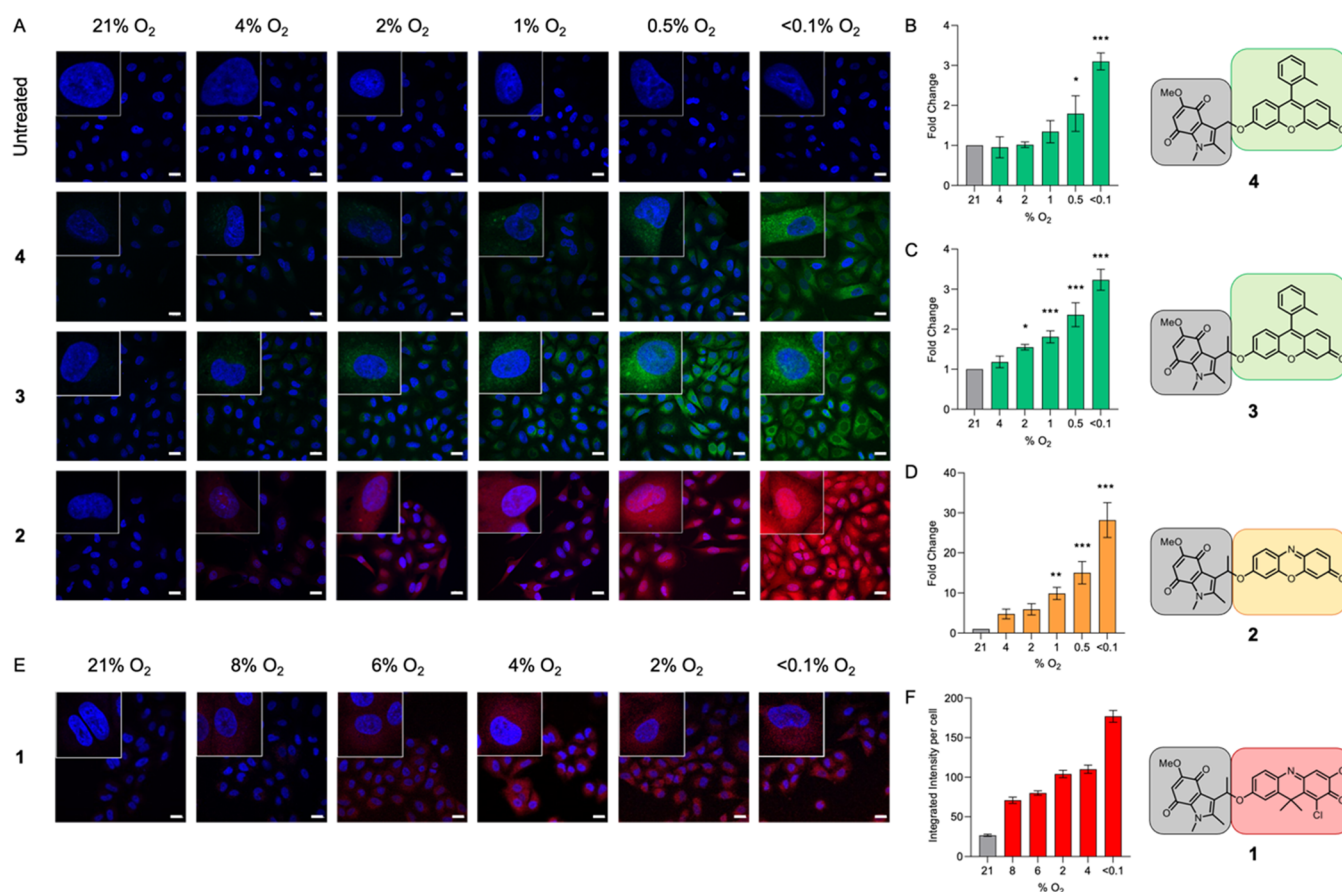 A
21% O₂ 4% O₂ 2% O₂ 1% O₂ 0.5% O₂ <0.1% O₂
Untreated
4
3
2
B
Fold Change
4
3
2
1
0
21 4 2 1 0.5 <0.1
% O₂
* ***
MeO
O
O
N
O
O
4
C
Fold Change
4
3
2
1
0
21 4 2 1 0.5 <0.1
% O₂
* *** *** ***
MeO
O
O
N
O
O
3
D
Fold Change
40
30
20
10
0
21 4 2 1 0.5 <0.1
% O₂
** *** ***
MeO
O
O
N
O
N
O
2
E
21% O₂ 8% O₂ 6% O₂ 4% O₂ 2% O₂ <0.1% O₂
1
F
Integrated Intensity per cell
200
150
100
50
0
21 8 6 2 4 <0.1
% O₂
MeO
O
O
N
O
N
Cl
1